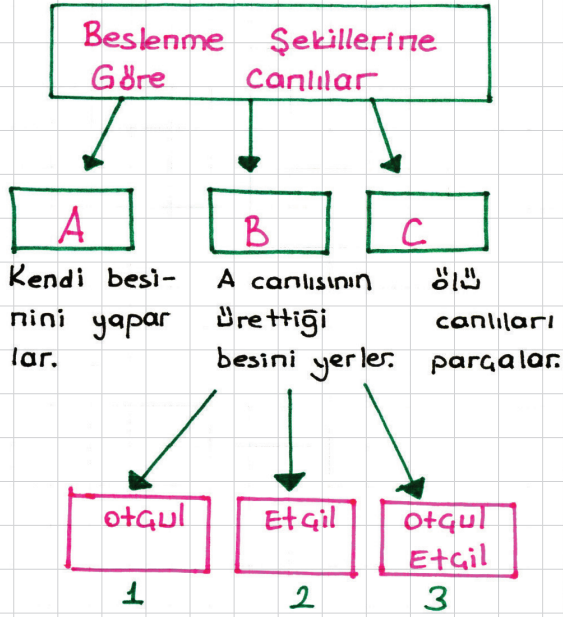 Beslenme Şekillerine
Göre canlılar
A
B
C
Kendi besi-
nini yapar
lar.
A canlısının
ürettiği
besini yerler.
ölü
canlıları
parçalar.
Otçul
Etçil
Otçul
Etçil
1
2
3